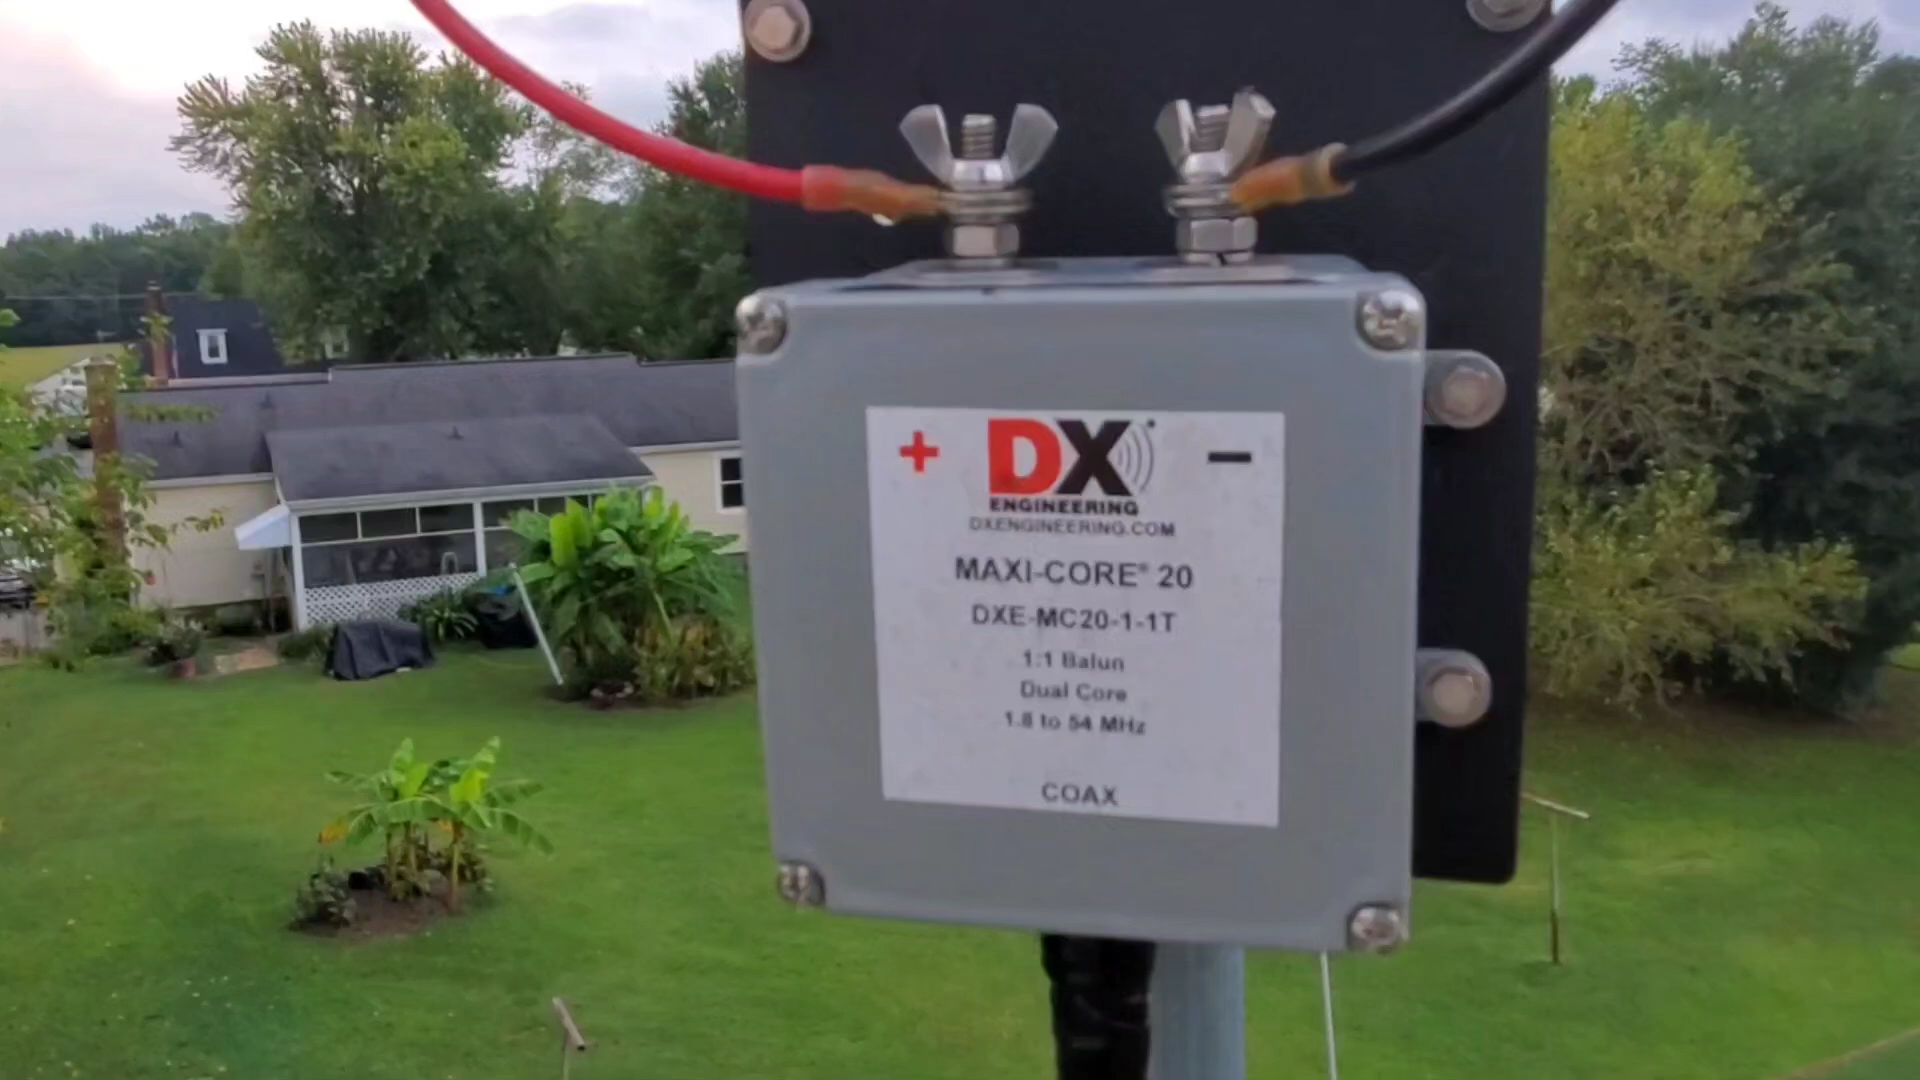 + DX® −
ENGINEERING
DXENGINEERING.COM
MAXI-CORE® 20
DXE-MC20-1-1T
1:1 Balun
Dual Core
1.8 to 54 MHz
COAX